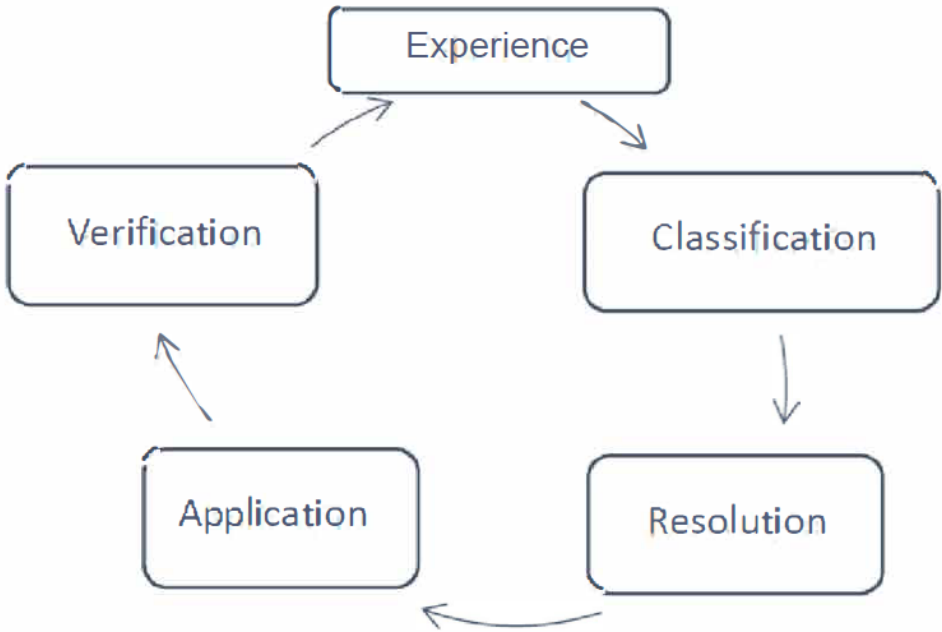 Experience
Classification
Resolution
Application
Verification